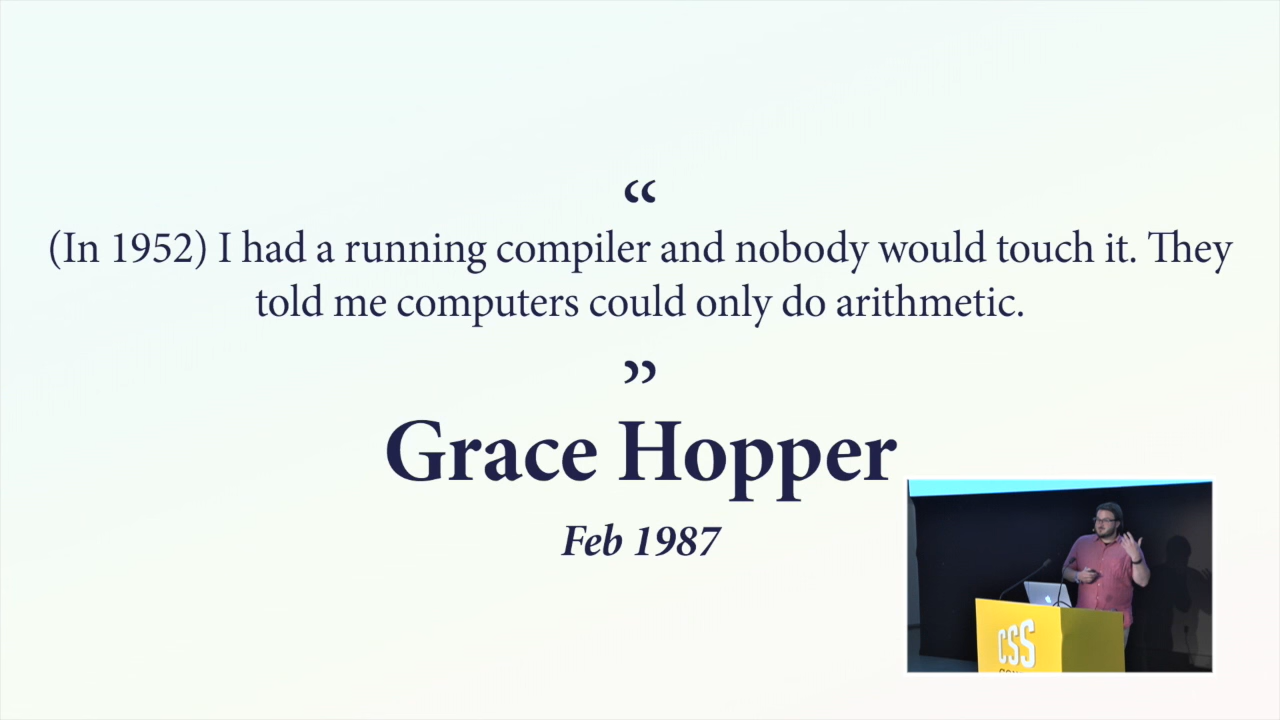 “
(In 1952) I had a running compiler and nobody would touch it. They
told me computers could only do arithmetic.
”
Grace Hopper
Feb 1987
CSS